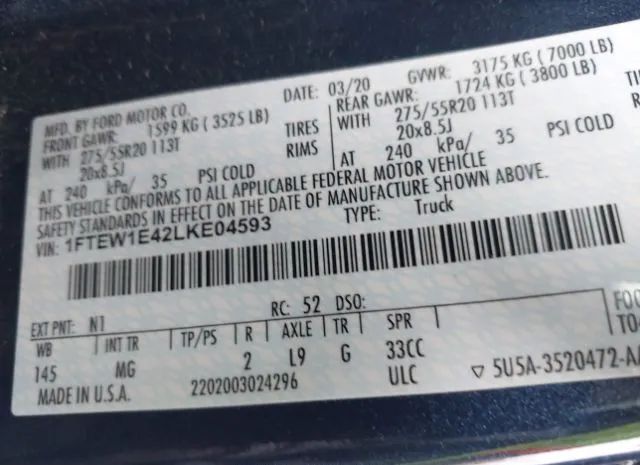 MFD. BY FORD MOTOR CO. DATE: 03/20 GVWR: 3175 KG ( 7000 LB)
FRONT GAWR: 1599 KG ( 3525 LB) REAR GAWR: 1724 KG ( 3800 LB)
WITH 275/55R20 113T TIRES WITH 275/55R20 113T
20x8.5J RIMS 20x8.5J
AT 240 kPa/ 35 PSI COLD AT 240 kPa/ 35 PSI COLD
THIS VEHICLE CONFORMS TO ALL APPLICABLE FEDERAL MOTOR VEHICLE
SAFETY STANDARDS IN EFFECT ON THE DATE OF MANUFACTURE SHOWN ABOVE.
VIN: 1FTEW1E42LKE04593 TYPE: Truck
EXT PNT: N1 RC: 52 DSO:
WB INT TR TP/PS R AXLE TR SPR
145 MG 2 L9 G 33CC
MADE IN U.S.A. 2202003024296 ULC ▽ 5U5A-3520472-